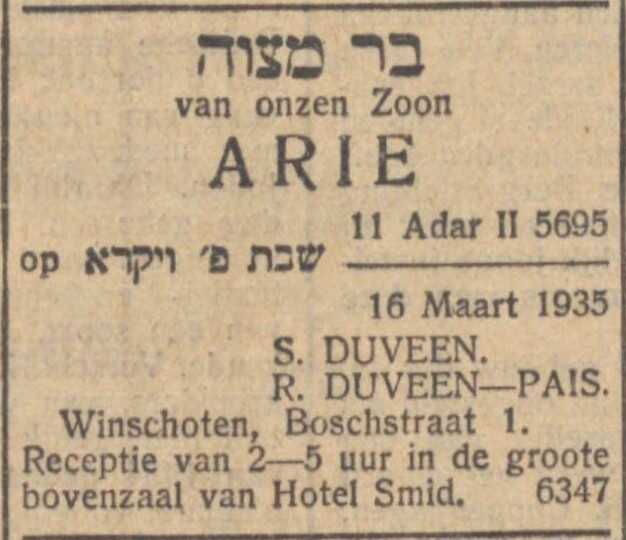 בר מצוה
van onzen Zoon
ARIE
op שבת פ׳ ויקרא
11 Adar II 5695
16 Maart 1935
S. DUVEEN.
R. DUVEEN—PAIS.
Winschoten, Boschstraat 1.
Receptie van 2—5 uur in de groote
bovenzaal van Hotel Smid. 6347